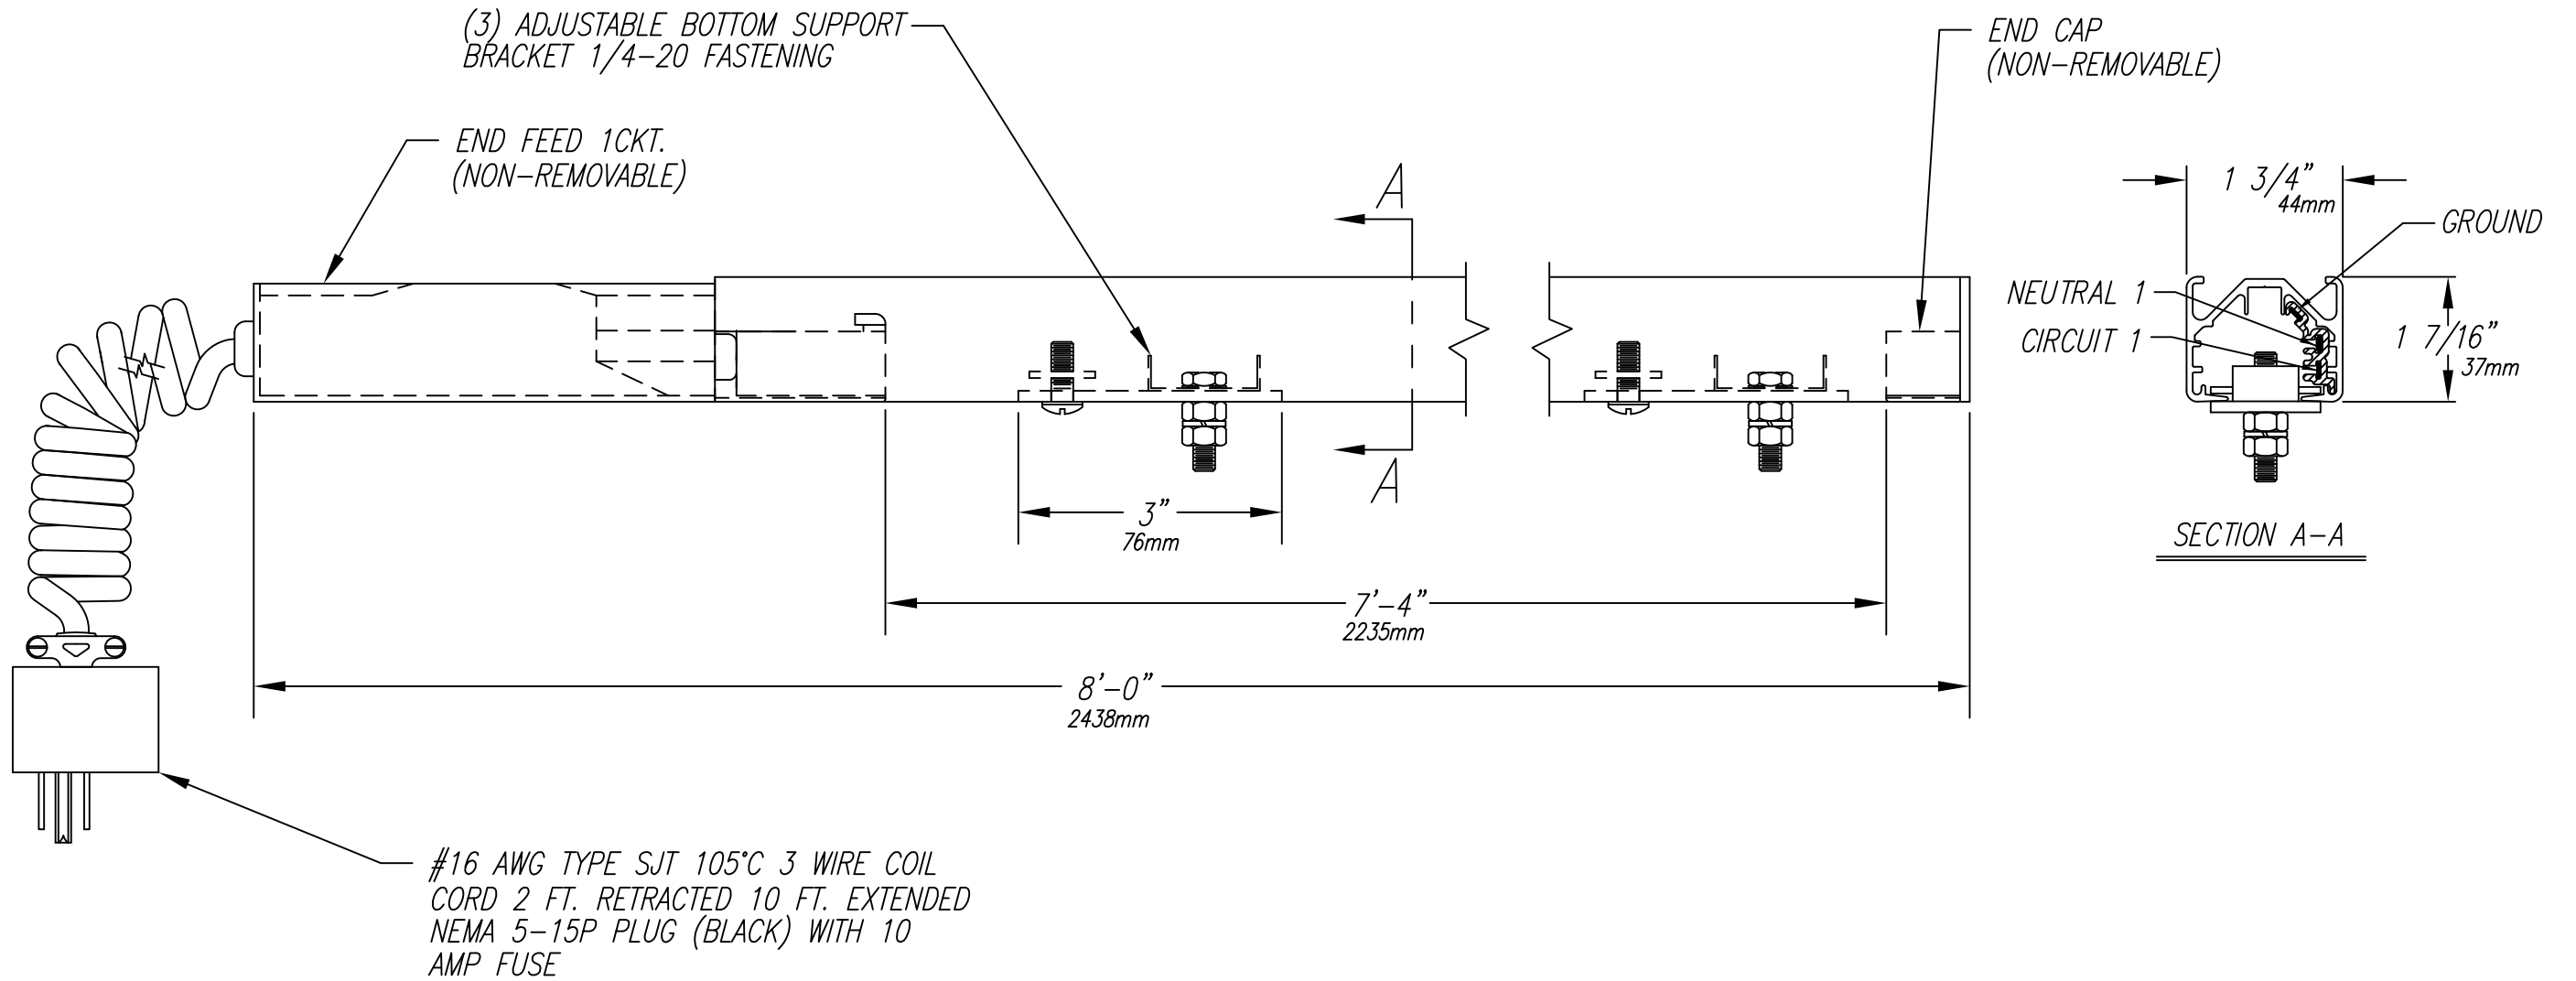 (3) ADJUSTABLE BOTTOM SUPPORT
BRACKET 1/4-20 FASTENING
END CAP
(NON-REMOVABLE)
END FEED 1CKT.
(NON-REMOVABLE)
A
1 3/4”
44mm
GROUND
NEUTRAL 1
CIRCUIT 1
1 7/16”
37mm
A
3”
76mm
SECTION A-A
7’-4”
2235mm
8’-0”
2438mm
#16 AWG TYPE SJT 105°C 3 WIRE COIL
CORD 2 FT. RETRACTED 10 FT. EXTENDED
NEMA 5-15P PLUG (BLACK) WITH 10
AMP FUSE